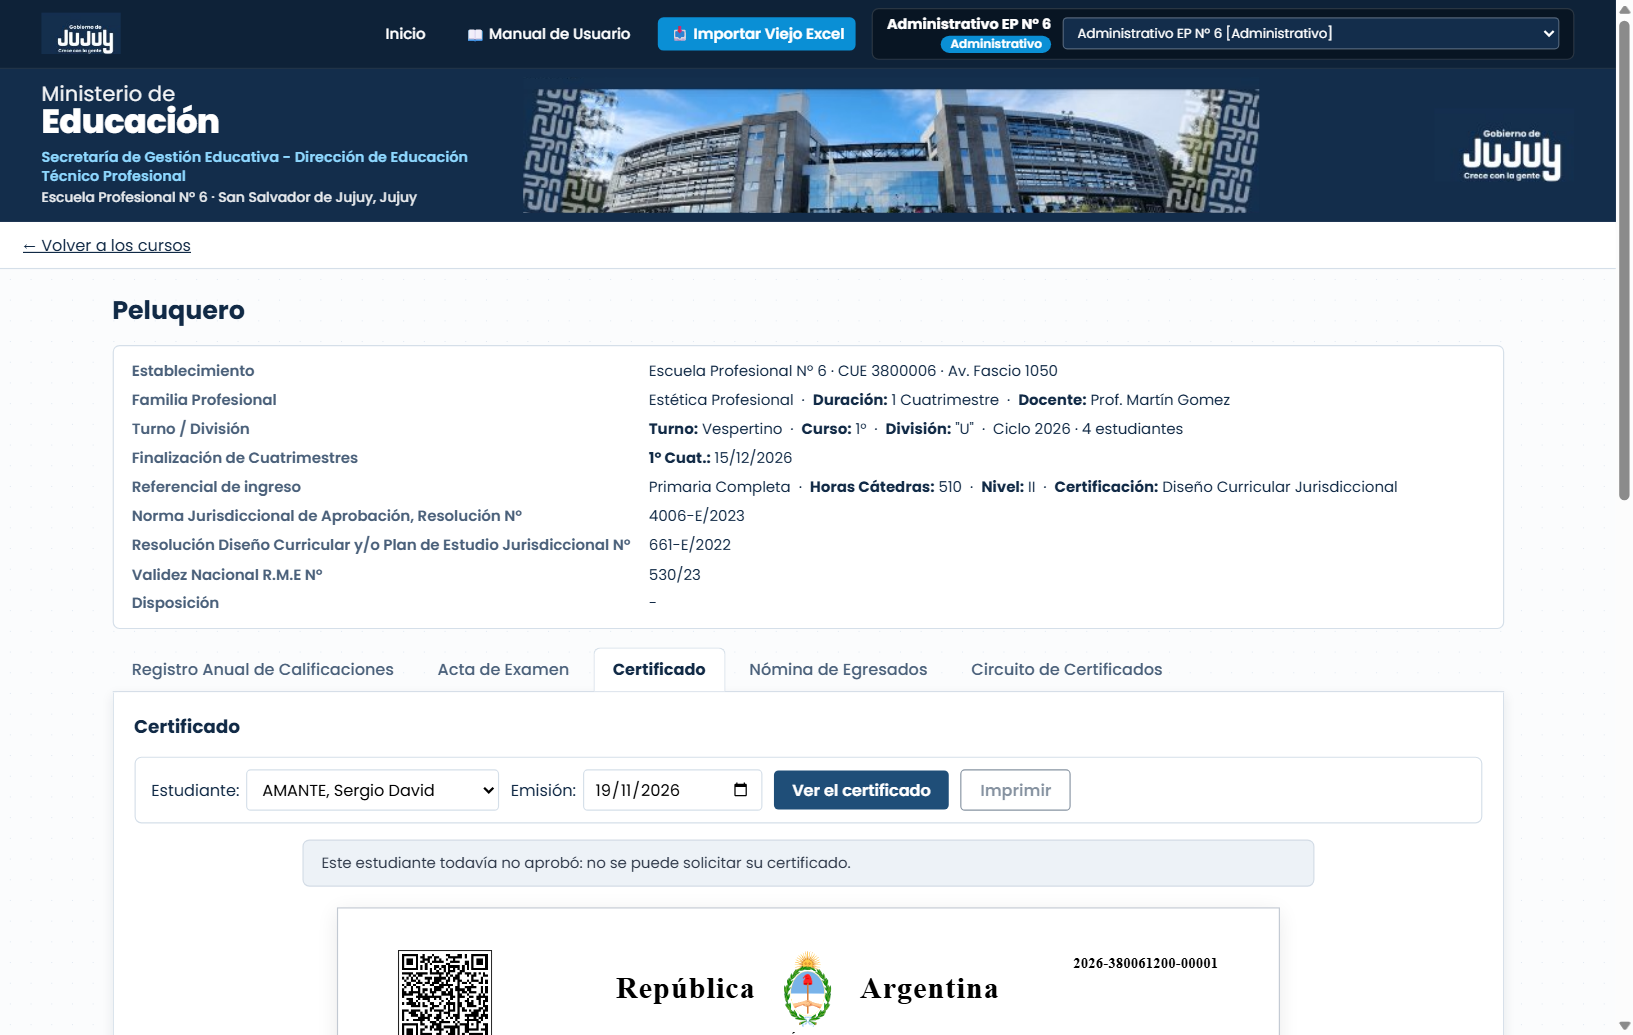 Gobierno de
JUJUY
Crece con la gente
Inicio
Manual de Usuario
Importar Viejo Excel
Administrativo EP Nº 6
Administrativo
Administrativo EP Nº 6 [Administrativo]
Ministerio de
Educación
Secretaría de Gestión Educativa - Dirección de Educación
Técnico Profesional
Escuela Profesional Nº 6 · San Salvador de Jujuy, Jujuy
Gobierno de
JUJUY
Crece con la gente
← Volver a los cursos
Peluquero
Establecimiento Escuela Profesional Nº 6 · CUE 3800006 · Av. Fascio 1050
Familia Profesional Estética Profesional · Duración: 1 Cuatrimestre · Docente: Prof. Martín Gomez
Turno / División Turno: Vespertino · Curso: 1º · División: "U" · Ciclo 2026 · 4 estudiantes
Finalización de Cuatrimestres 1º Cuat.: 15/12/2026
Referencial de ingreso Primaria Completa · Horas Cátedras: 510 · Nivel: II · Certificación: Diseño Curricular Jurisdiccional
Norma Jurisdiccional de Aprobación, Resolución Nº 4006-E/2023
Resolución Diseño Curricular y/o Plan de Estudio Jurisdiccional Nº 661-E/2022
Validez Nacional R.M.E Nº 530/23
Disposición -
Registro Anual de Calificaciones Acta de Examen Certificado Nómina de Egresados Circuito de Certificados
Certificado
Estudiante: AMANTE, Sergio David Emisión: 19/11/2026 Ver el certificado Imprimir
Este estudiante todavía no aprobó: no se puede solicitar su certificado.
2026-380061200-00001
República Argentina